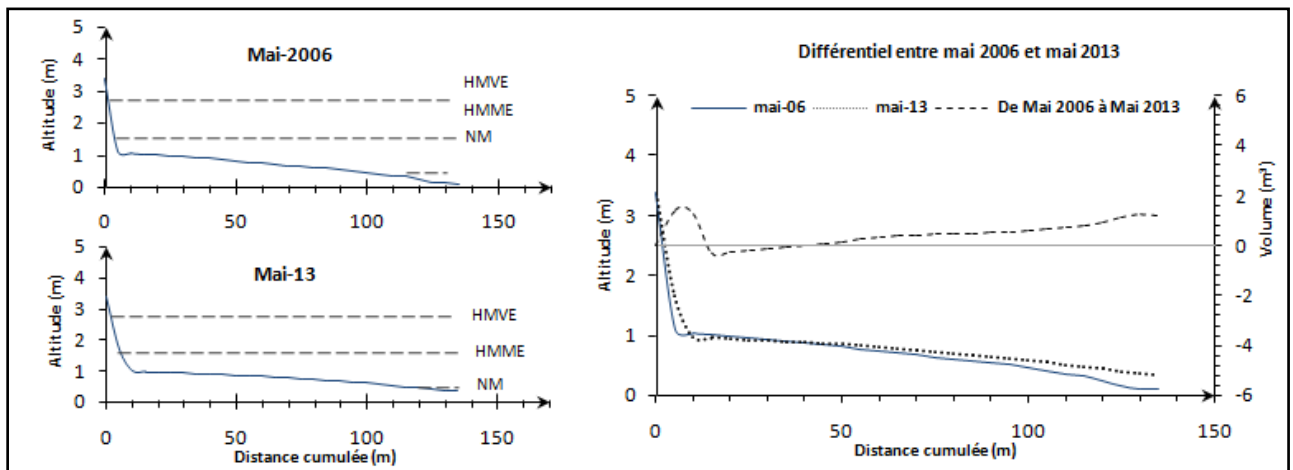 Mai-2006
Altitude (m)
5
4
3
2
1
0
HMVE
HMME
NM
0 50 100 150
Mai-13
Altitude (m)
5
4
3
2
1
0
HMVE
HMME
NM
0 50 100 150
Distance cumulée (m)
Différentiel entre mai 2006 et mai 2013
mai-06 mai-13 De Mai 2006 à Mai 2013
Altitude (m)
5
4
3
2
1
0
Volume (m³)
6
4
2
0
-2
-4
-6
0 50 100 150
Distance cumulée (m)